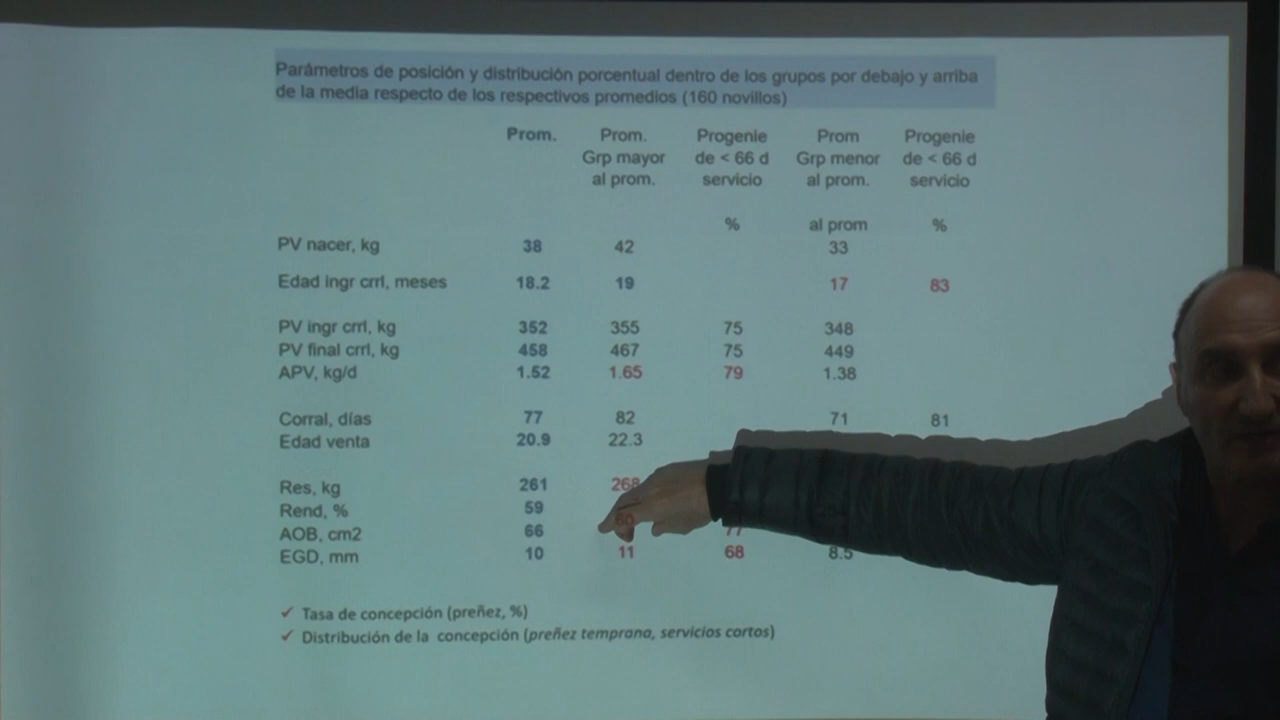 Parámetros de posición y distribución porcentual dentro de los grupos por debajo y arriba
de la media respecto de los respectivos promedios (160 novillos)
Prom. Prom. Progenie Prom Progenie
Grp mayor de < 66 d Grp menor de < 66 d
al prom. servicio al prom. servicio
% al prom %
PV nacer, kg 38 42 33
Edad ingr crrl, meses 18.2 19 17 83
PV ingr crrl, kg 352 355 75 348
PV final crrl, kg 458 467 75 449
APV, kg/d 1.52 1.65 79 1.38
Corral, días 77 82 71 81
Edad venta 20.9 22.3
Res, kg 261 268
Rend, % 59
AOB, cm2 66 77
EGD, mm 10 11 68 8.5
✓ Tasa de concepción (preñez, %)
✓ Distribución de la concepción (preñez temprana, servicios cortos)